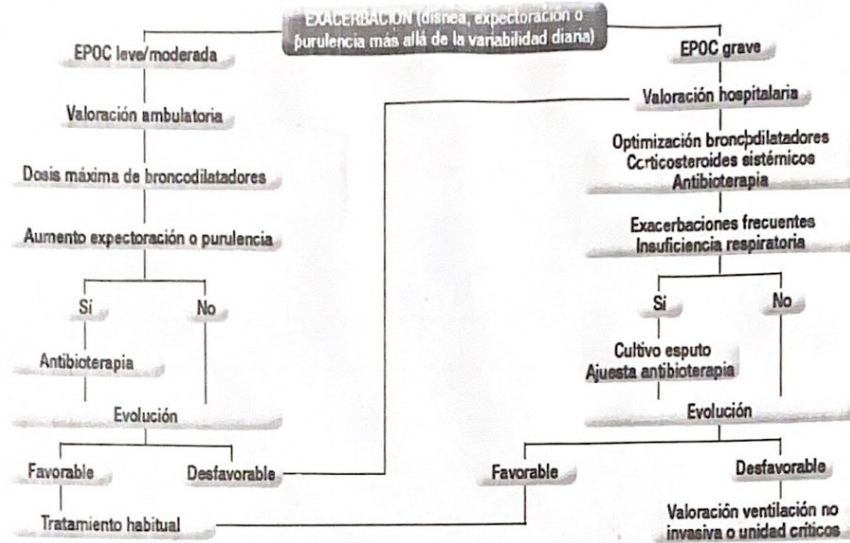 EXACERBACIÓN (disnea, expectoración o
purulencia más allá de la variabilidad diaria)
EPOC leve/moderada
Valoración ambulatoria
Dosis máxima de broncodilatadores
Aumento expectoración o purulencia
Si
No
Antibioterapia
Evolución
Favorable
Desfavorable
Tratamiento habitual
EPOC grave
Valoración hospitalaria
Optimización broncodilatadores
Corticosteroides sistémicos
Antibioterapia
Exacerbaciones frecuentes
Insuficiencia respiratoria
Si
No
Cultivo esputo
Ajuesta antibioterapia
Evolución
Favorable
Desfavorable
Valoración ventilación no
invasiva o unidad críticos